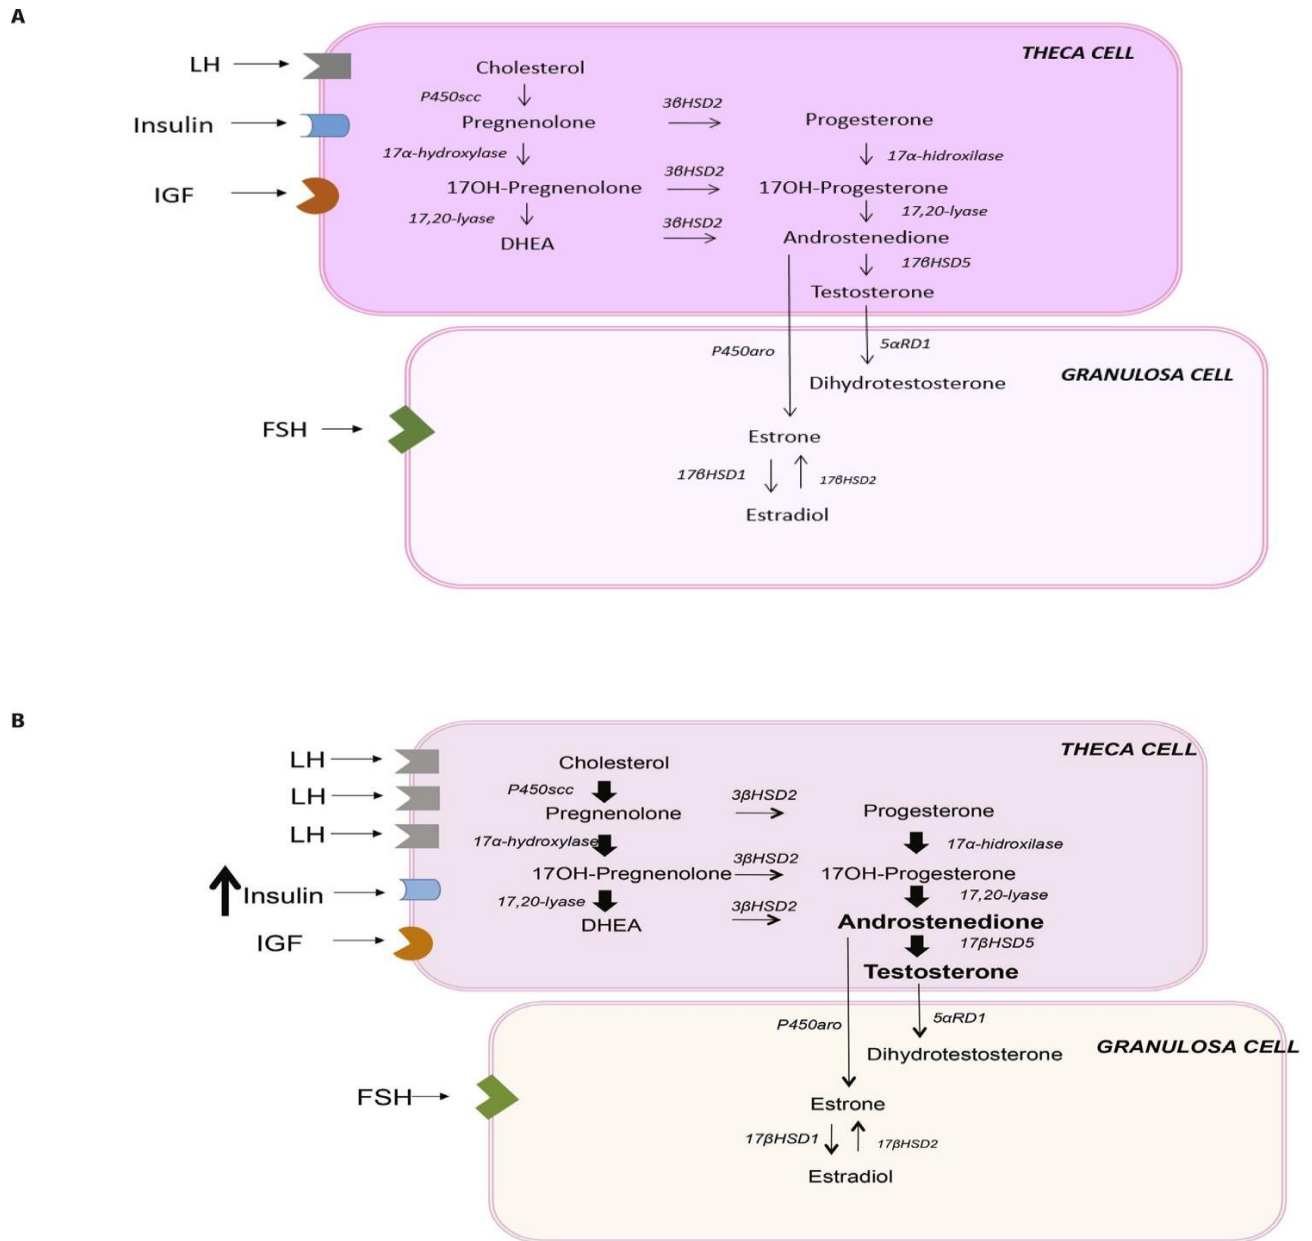 A
THECA CELL
LH
Cholesterol
P450scc
3βHSD2
Insulin
Pregnenolone
Progesterone
17α-hydroxylase
17α-hidroxilase
3βHSD2
IGF
17OH-Pregnenolone
17OH-Progesterone
17,20-lyase
17,20-lyase
3βHSD2
DHEA
Androstenedione
17βHSD5
Testosterone
P450aro
5αRD1
GRANULOSA CELL
Dihydrotestosterone
FSH
Estrone
17βHSD1
17βHSD2
Estradiol
B
THECA CELL
LH
Cholesterol
P450scc
3βHSD2
LH
Pregnenolone
Progesterone
LH
17α-hydroxylase
17α-hidroxilase
3βHSD2
17OH-Pregnenolone
17OH-Progesterone
Insulin
17,20-lyase
17,20-lyase
3βHSD2
DHEA
Androstenedione
IGF
17βHSD5
Testosterone
P450aro
5αRD1
GRANULOSA CELL
Dihydrotestosterone
FSH
Estrone
17βHSD1
17βHSD2
Estradiol